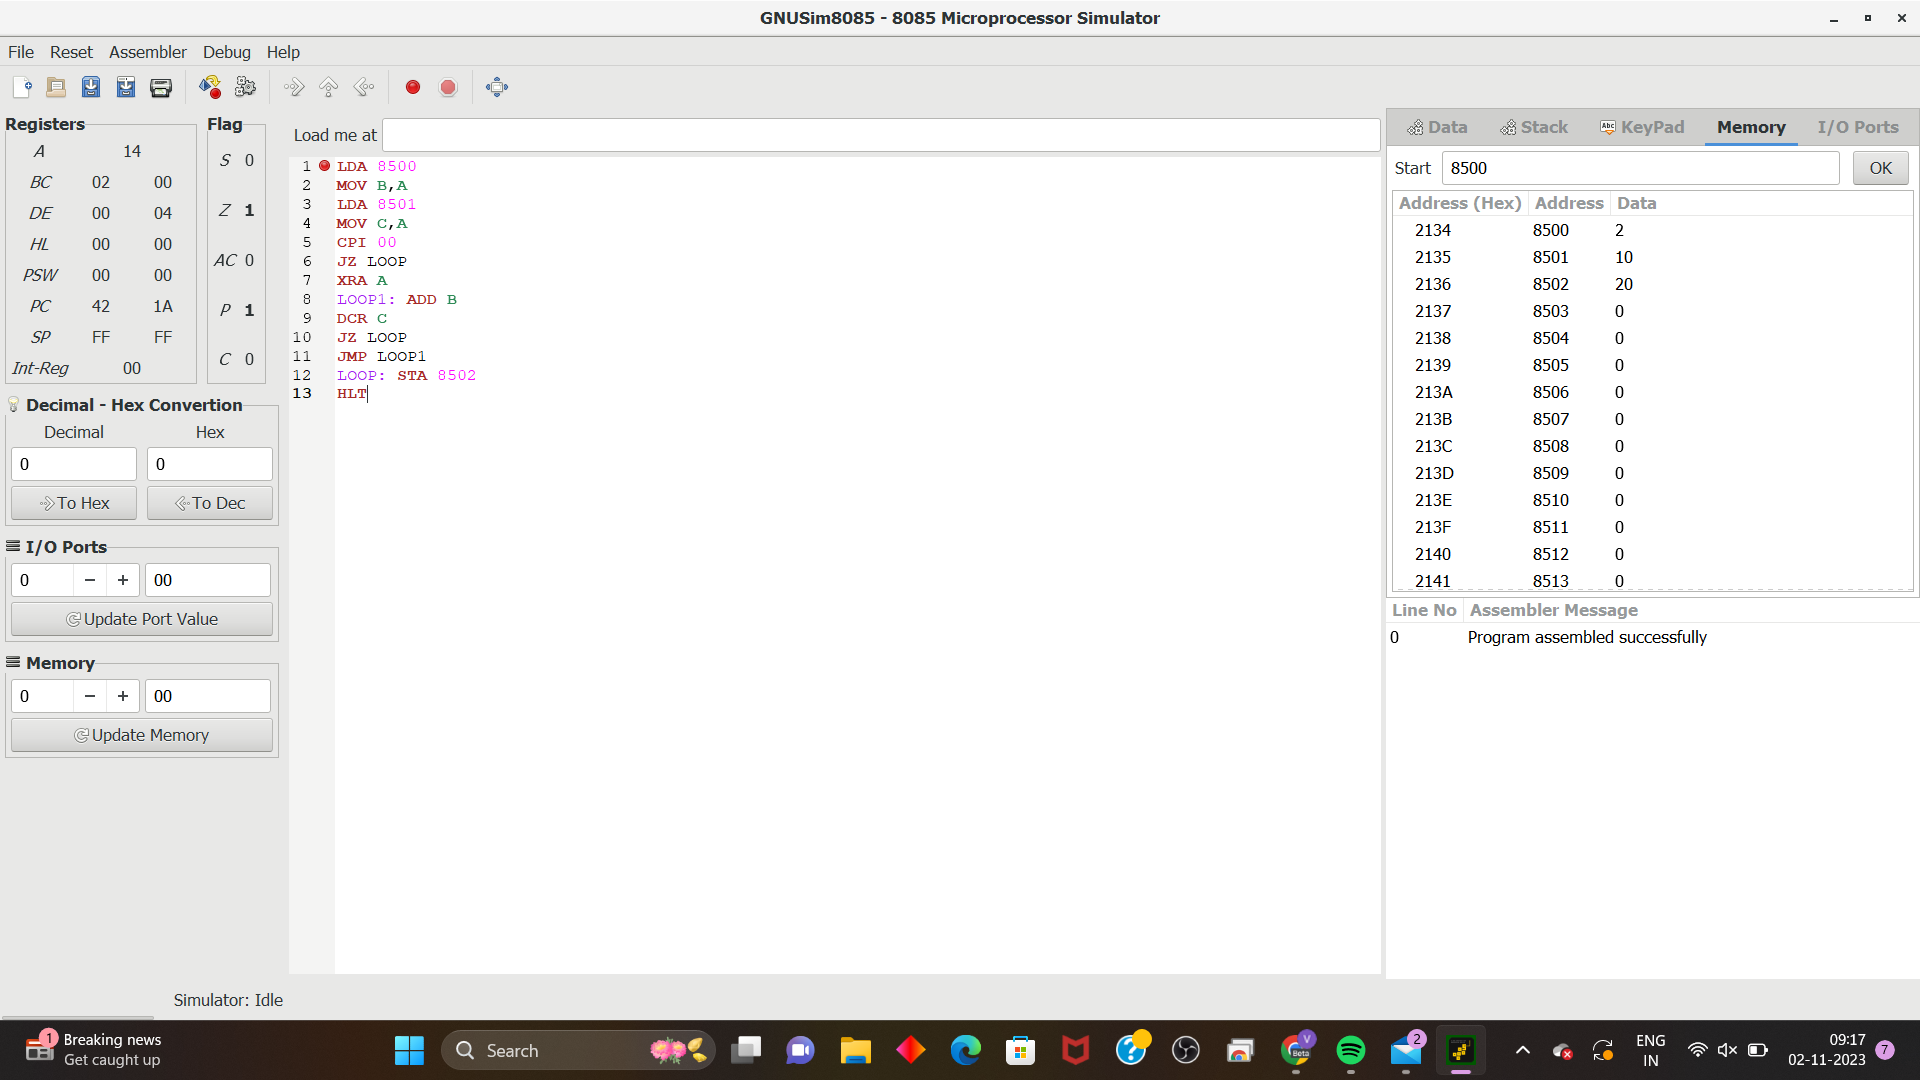 GNUSim8085 - 8085 Microprocessor Simulator
File Reset Assembler Debug Help
Registers
A 14
BC 02 00
DE 00 04
HL 00 00
PSW 00 00
PC 42 1A
SP FF FF
Int-Reg 00
Flag
S 0
Z 1
AC 0
P 1
C 0
Decimal - Hex Convertion
Decimal Hex
0 0
To Hex To Dec
I/O Ports
0 − + 00
Update Port Value
Memory
0 − + 00
Update Memory
Load me at
1 LDA 8500
2 MOV B,A
3 LDA 8501
4 MOV C,A
5 CPI 00
6 JZ LOOP
7 XRA A
8 LOOP1: ADD B
9 DCR C
10 JZ LOOP
11 JMP LOOP1
12 LOOP: STA 8502
13 HLT
Data Stack Abc KeyPad Memory I/O Ports
Start 8500 OK
Address (Hex) Address Data
2134 8500 2
2135 8501 10
2136 8502 20
2137 8503 0
2138 8504 0
2139 8505 0
213A 8506 0
213B 8507 0
213C 8508 0
213D 8509 0
213E 8510 0
213F 8511 0
2140 8512 0
2141 8513 0
Line No Assembler Message
0 Program assembled successfully
Simulator: Idle
1 Breaking news
Get caught up
Search
V
Beta
2
ENG
IN
09:17
02-11-2023
7